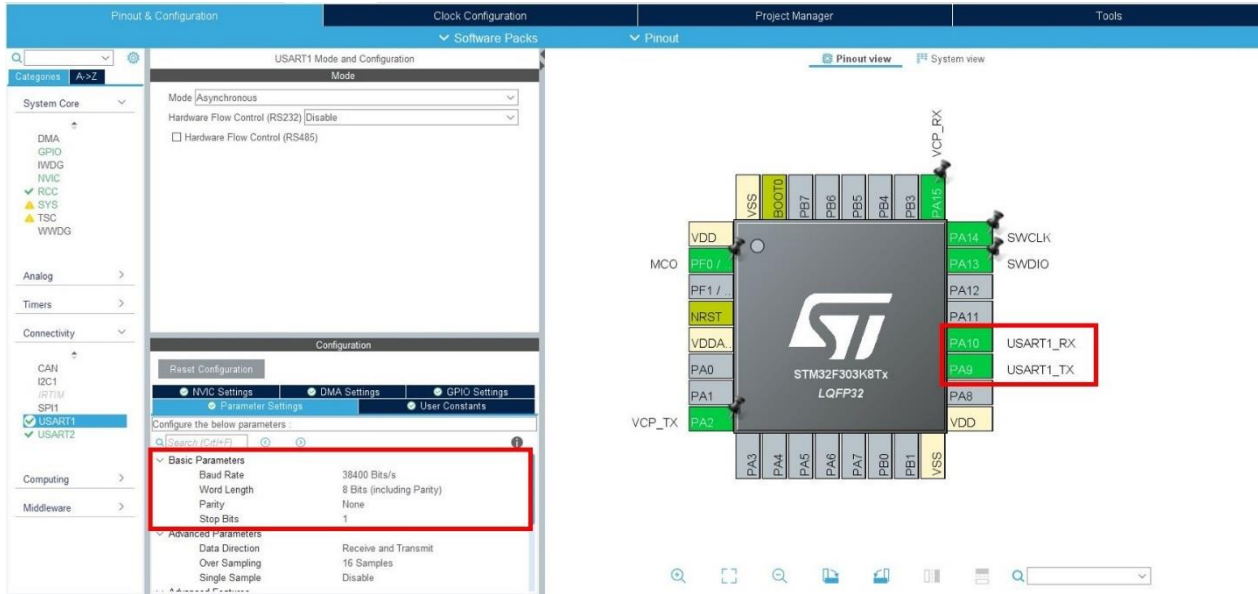 Pinout & Configuration
Clock Configuration
Project Manager
Tools
Software Packs
Pinout
Categories A->Z
System Core
DMA
GPIO
IWDG
NVIC
RCC
SYS
TSC
WWDG
Analog
Timers
Connectivity
CAN
I2C1
IRTIM
SPI1
USART1
USART2
Computing
Middleware
USART1 Mode and Configuration
Mode
Mode Asynchronous
Hardware Flow Control (RS232) Disable
Hardware Flow Control (RS485)
Configuration
Reset Configuration
NVIC Settings DMA Settings GPIO Settings
Parameter Settings User Constants
Configure the below parameters :
Search (Ctrl+F)
Basic Parameters
Baud Rate 38400 Bits/s
Word Length 8 Bits (including Parity)
Parity None
Stop Bits 1
Advanced Parameters
Data Direction Receive and Transmit
Over Sampling 16 Samples
Single Sample Disable
Advanced Features
Pinout view System view
VCP_RX
VSS BOOT0 PB7 PB6 PB5 PB4 PB3 PA15
VDD PA14 SWCLK
MCO PF0 / PA13 SWDIO
PF1 / .. PA12
NRST PA11
VDDA.. PA10 USART1_RX
PA0 PA9 USART1_TX
PA1 PA8
VCP_TX PA2 VDD
ST
STM32F303K8Tx
LQFP32
PA3 PA4 PA5 PA6 PA7 PB0 PB1 VSS